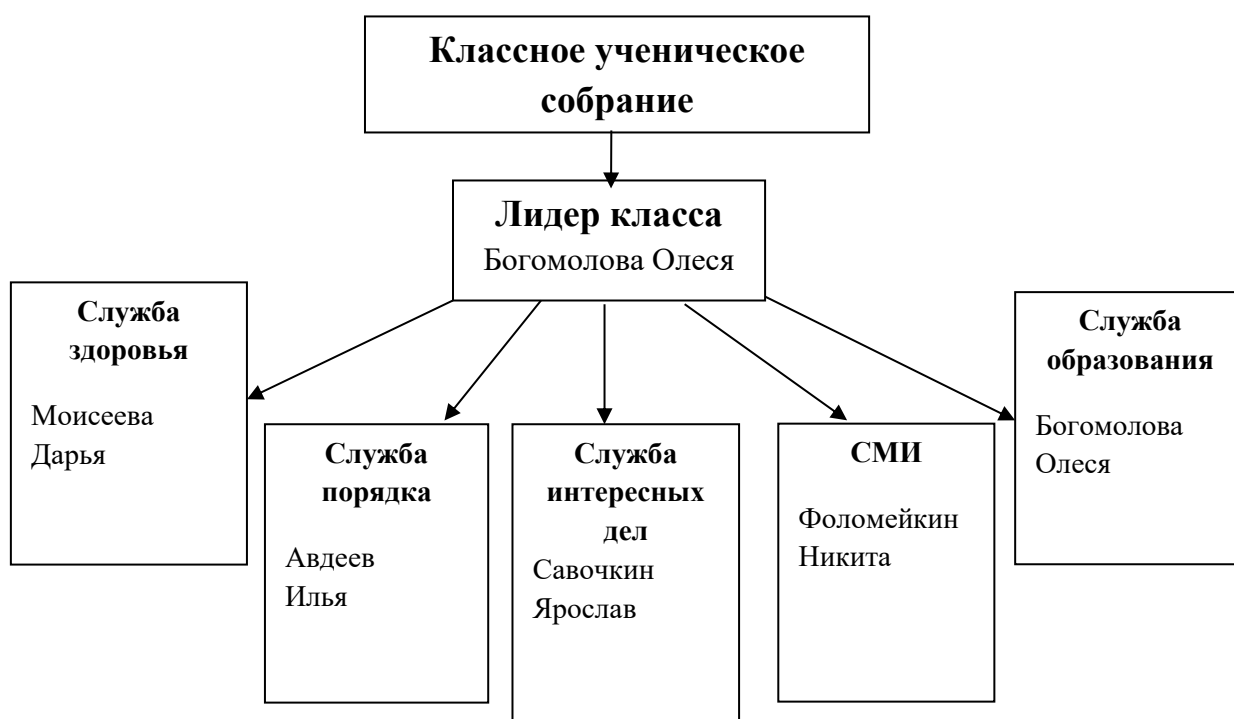 Классное ученическое
собрание
Лидер класса
Богомолова Олеся
Служба
здоровья
Моисеева
Дарья
Служба
порядка
Авдеев
Илья
Служба
интересных
дел
Савочкин
Ярослав
СМИ
Фоломейкин
Никита
Служба
образования
Богомолова
Олеся